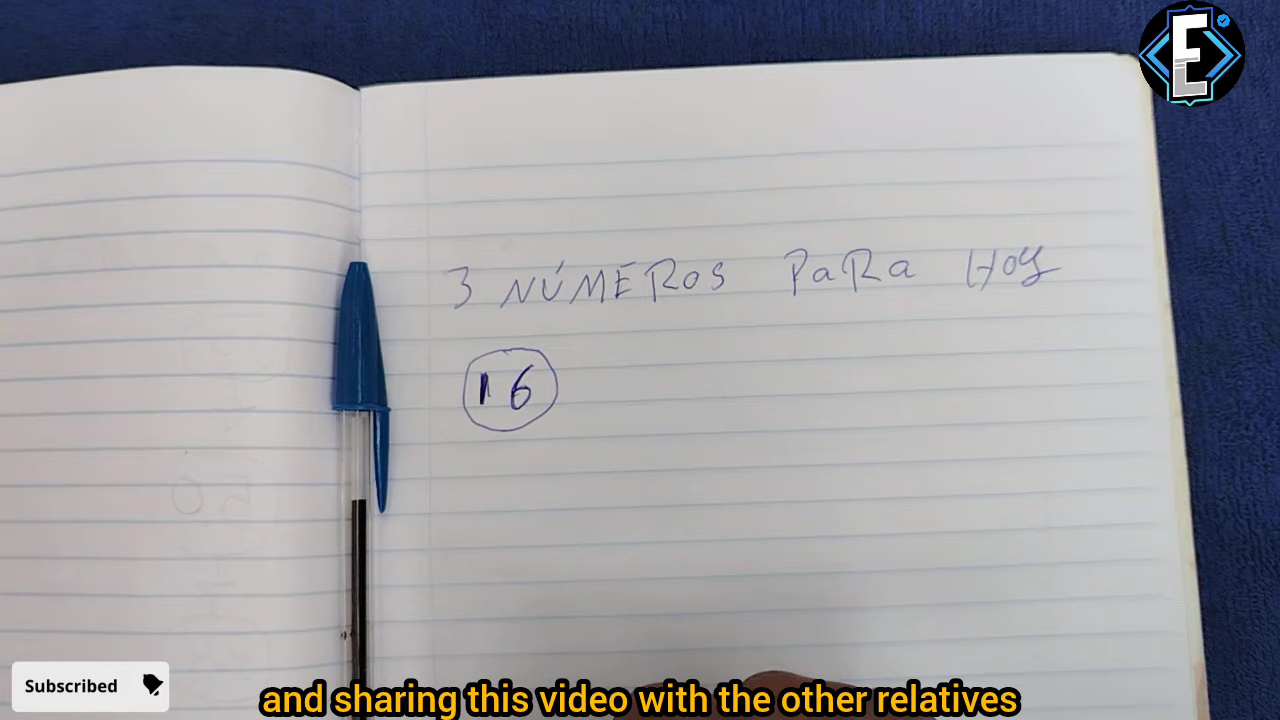 3 NÚMEROS PaRa HOY
16
Subscribed
and sharing this video with the other relatives